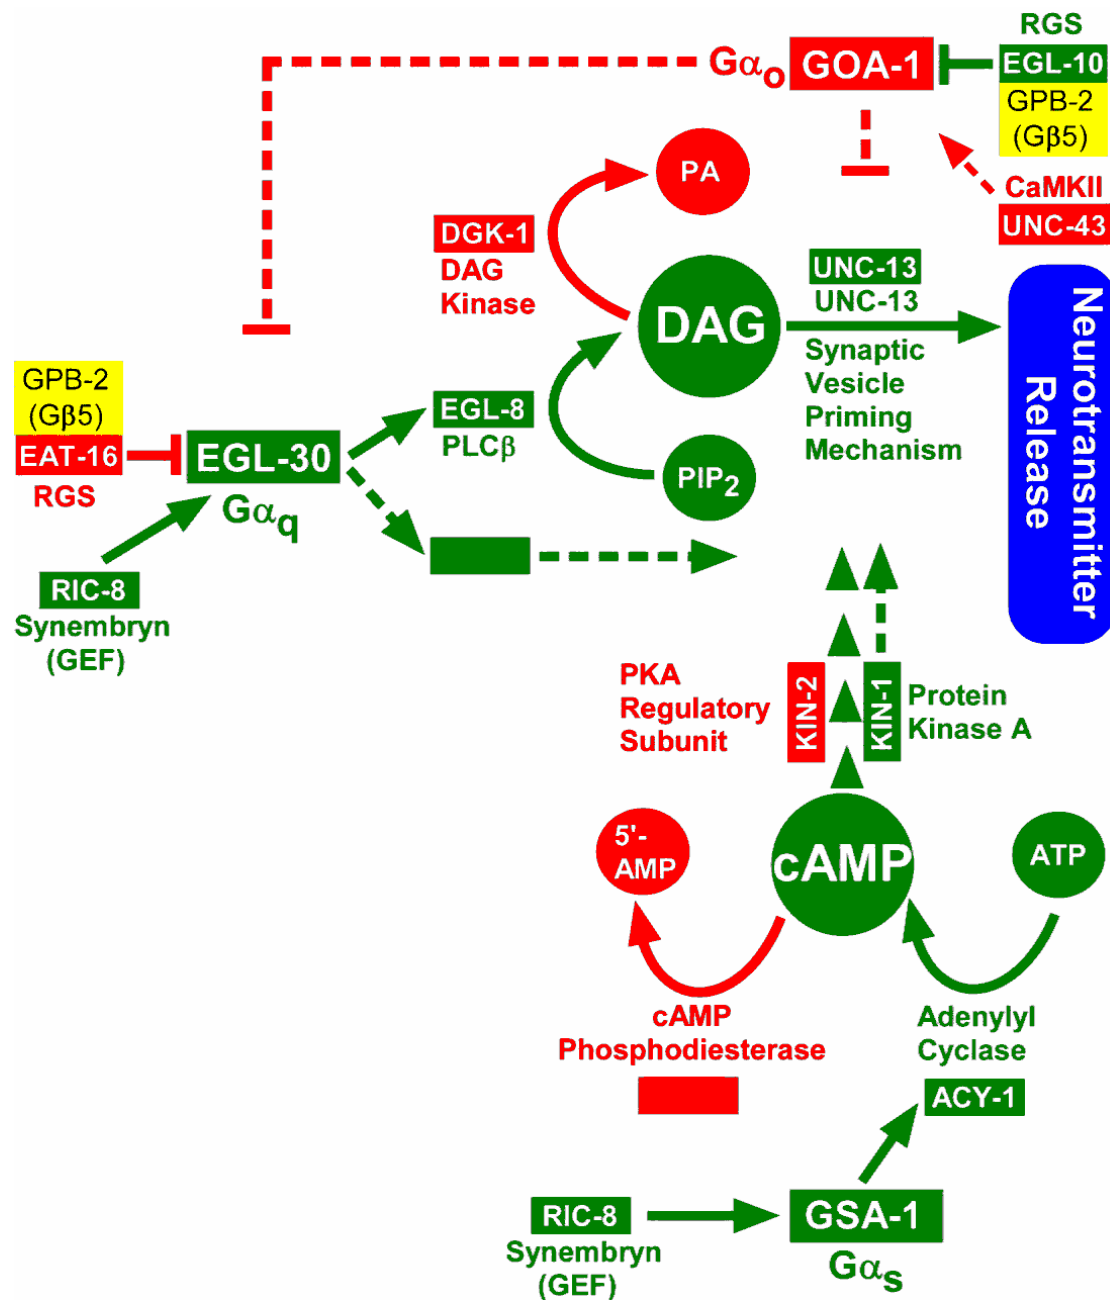 RGS
Gαo GOA-1
EGL-10
GPB-2
(Gβ5)
PA
CaMKII
UNC-43
DGK-1
DAG
Kinase
UNC-13
UNC-13
DAG
Synaptic
Vesicle
Priming
Mechanism
Neurotransmitter
Release
GPB-2
(Gβ5)
EAT-16
RGS
EGL-30
Gαq
EGL-8
PLCβ
PIP2
RIC-8
Synembryn
(GEF)
PKA
Regulatory
Subunit
KIN-2
KIN-1
Protein
Kinase A
5'-
AMP
cAMP
ATP
cAMP
Phosphodiesterase
Adenylyl
Cyclase
ACY-1
RIC-8
Synembryn
(GEF)
GSA-1
Gαs